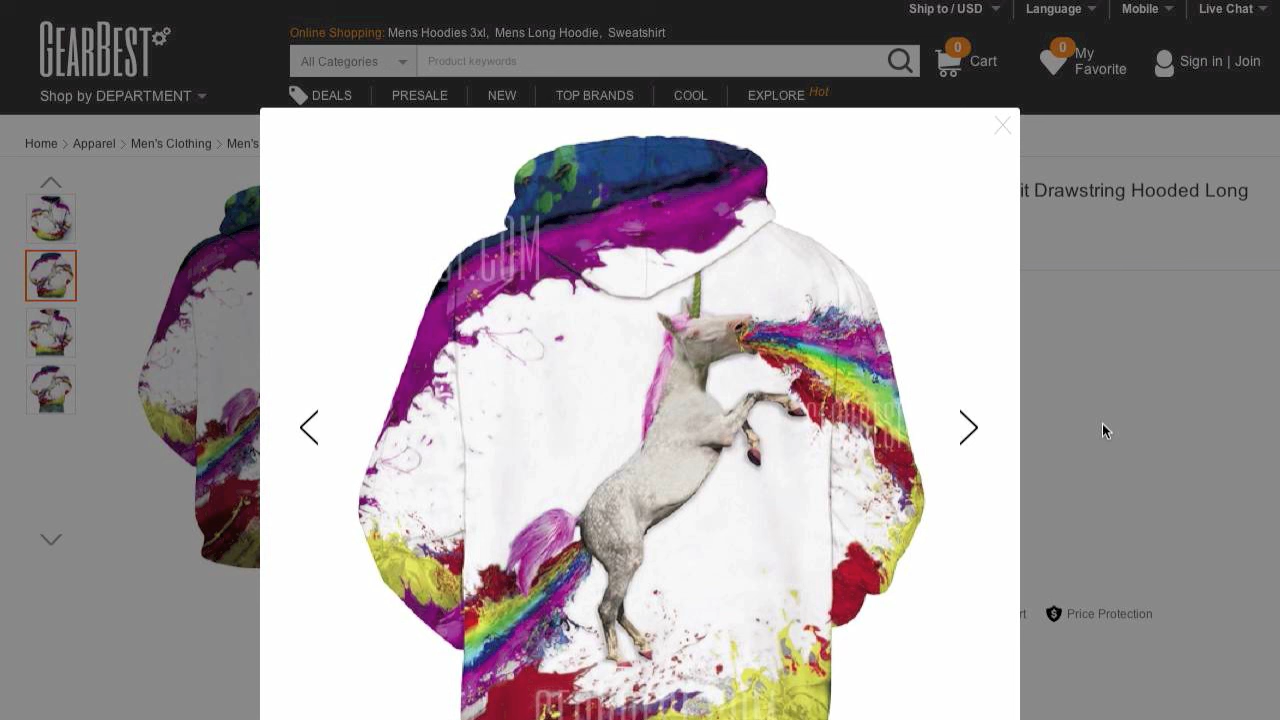 Ship to / USD
Language
Mobile
Live Chat
GEARBEST
Online Shopping: Mens Hoodies 3xl, Mens Long Hoodie, Sweatshirt
All Categories
Product keywords
0
Cart
0
My Favorite
Sign in | Join
Shop by DEPARTMENT
DEALS
PRESALE
NEW
TOP BRANDS
COOL
EXPLORE Hot
Home > Apparel > Men's Clothing > Men's
it Drawstring Hooded Long
.COM
Price Protection